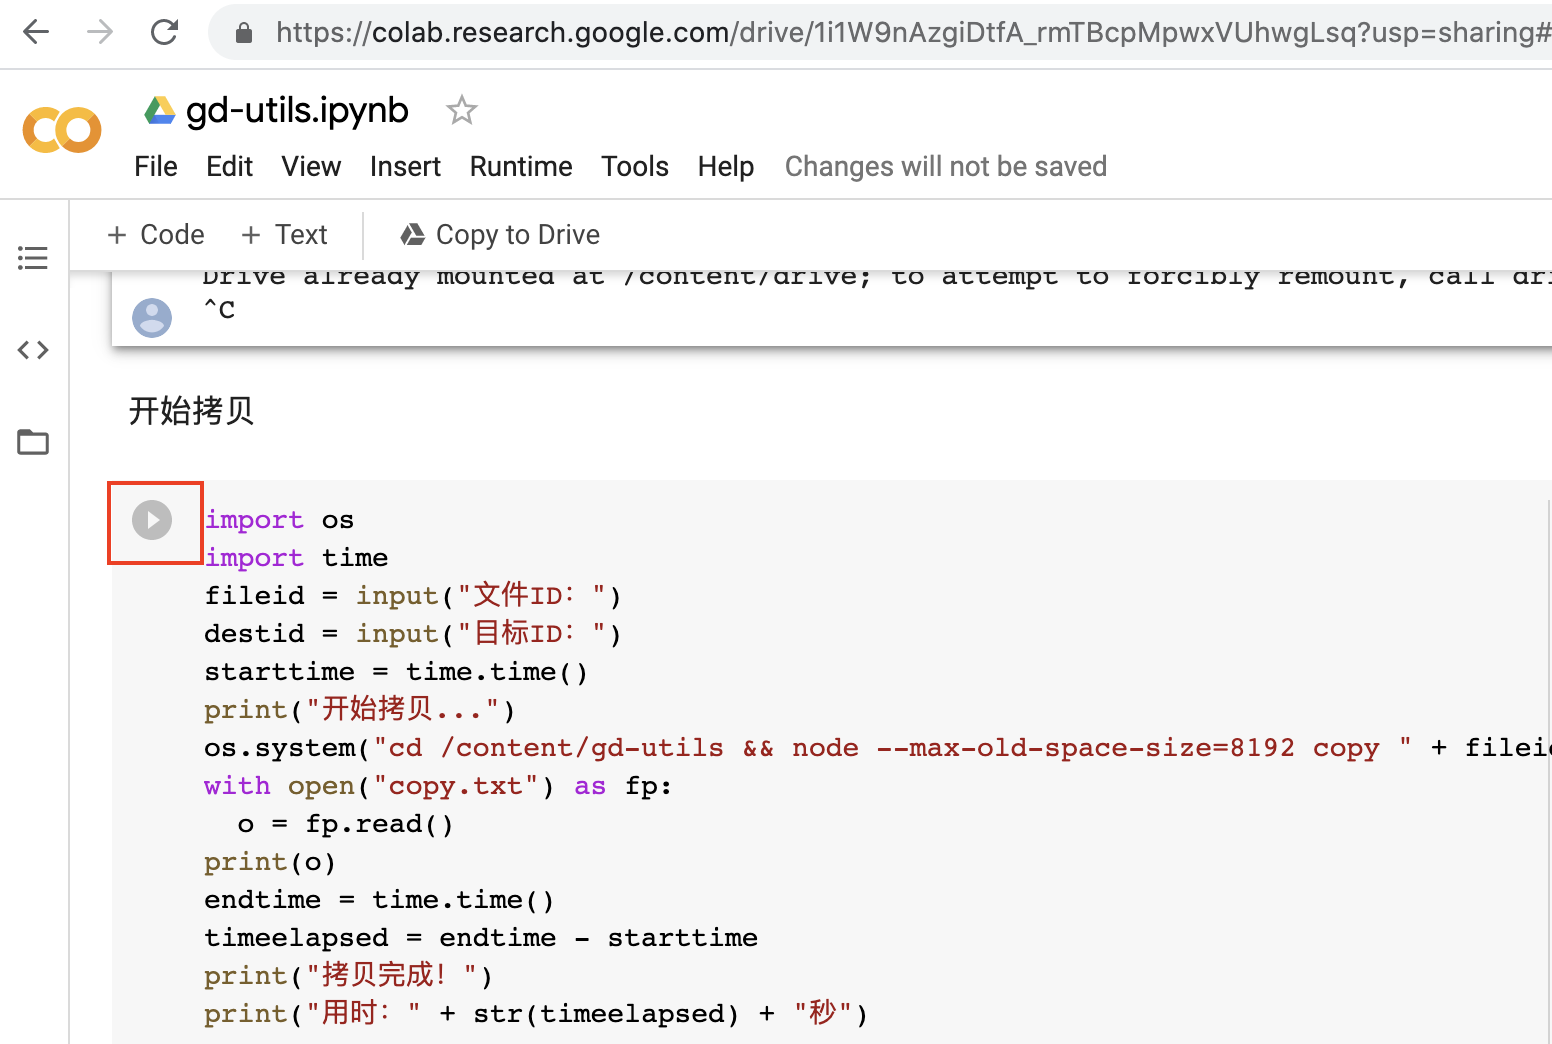 https://colab.research.google.com/drive/1i1W9nAzgiDtfA_rmTBcpMpwxVUhwgLsq?usp=sharing#
gd-utils.ipynb
File Edit View Insert Runtime Tools Help Changes will not be saved
+ Code + Text Copy to Drive
Drive already mounted at /content/drive; to attempt to forcibly remount, call dri
^C
开始拷贝
import os
import time
fileid = input("文件ID：")
destid = input("目标ID：")
starttime = time.time()
print("开始拷贝...")
os.system("cd /content/gd-utils && node --max-old-space-size=8192 copy " + fileid
with open("copy.txt") as fp:
  o = fp.read()
print(o)
endtime = time.time()
timeelapsed = endtime - starttime
print("拷贝完成！")
print("用时：" + str(timeelapsed) + "秒")